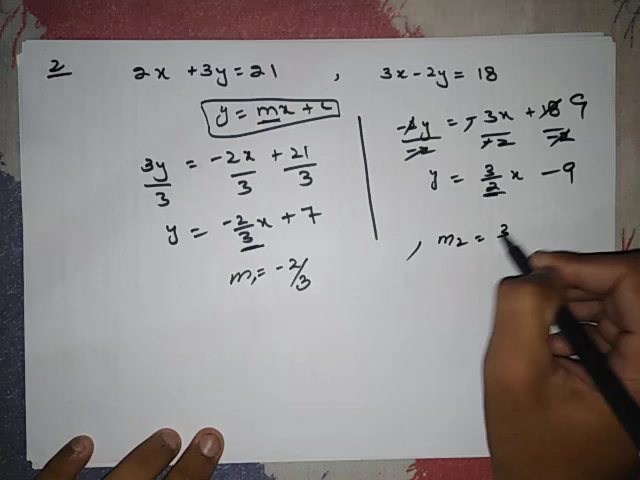 2   2x + 3y = 21 , 3x - 2y = 18
y = mx + c
3y/3 = -2x/3 + 21/3
y = -2/3 x + 7
m₁ = -2/3
-2y/-2 = -3x/-2 + 18/-2 9
y = 3/2 x - 9
, m₂ = 3